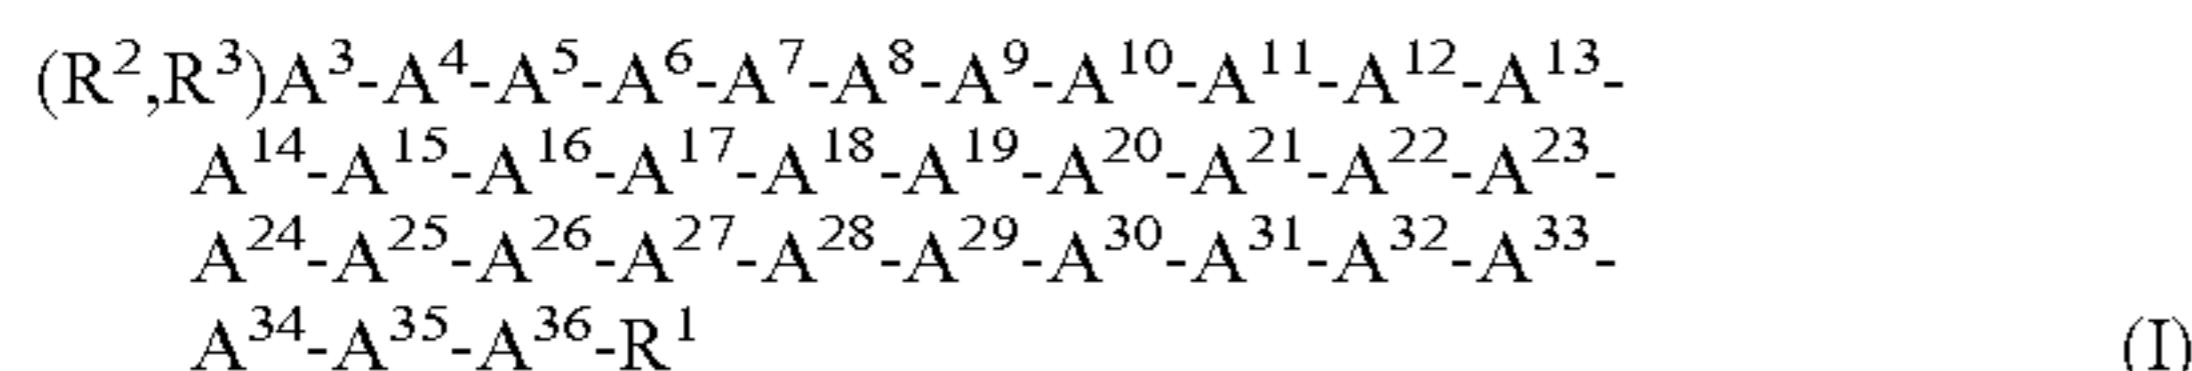 (R²,R³)A³-A⁴-A⁵-A⁶-A⁷-A⁸-A⁹-A¹⁰-A¹¹-A¹²-A¹³-
A¹⁴-A¹⁵-A¹⁶-A¹⁷-A¹⁸-A¹⁹-A²⁰-A²¹-A²²-A²³-
A²⁴-A²⁵-A²⁶-A²⁷-A²⁸-A²⁹-A³⁰-A³¹-A³²-A³³-
A³⁴-A³⁵-A³⁶-R¹ (I)